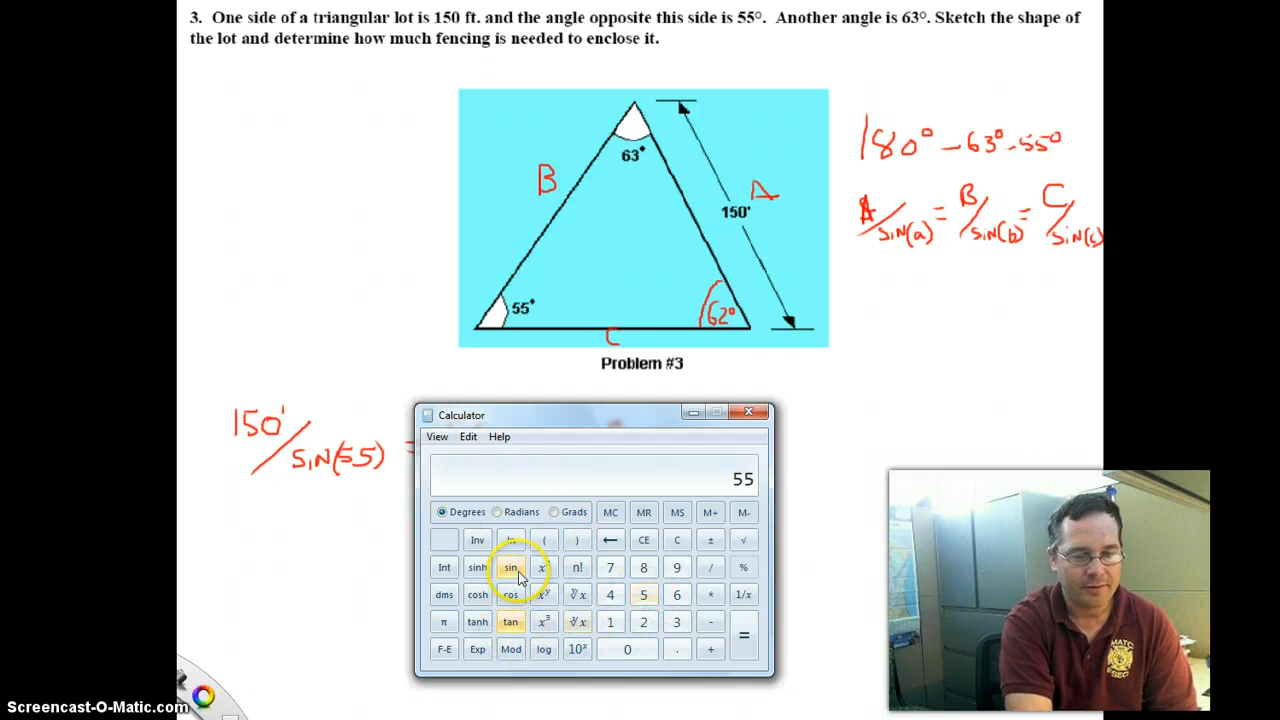 3. One side of a triangular lot is 150 ft. and the angle opposite this side is 55°. Another angle is 63°. Sketch the shape of
the lot and determine how much fencing is needed to enclose it.
63°
B
150'
A
55°
62°
C
Problem #3
180° - 63° - 55°
A/sin(a) = B/sin(b) = C/sin(c)
150'/sin(55) =
Calculator
View Edit Help
55
Degrees Radians Grads MC MR MS M+ M-
Inv ln ( ) ← CE C ± √
Int sinh sin x² n! 7 8 9 / %
dms cosh cos xʸ ʸ√x 4 5 6 * 1/x
π tanh tan x³ ³√x 1 2 3 - =
F-E Exp Mod log 10ˣ 0 . +
MATC
ESEC
Screencast-O-Matic.com